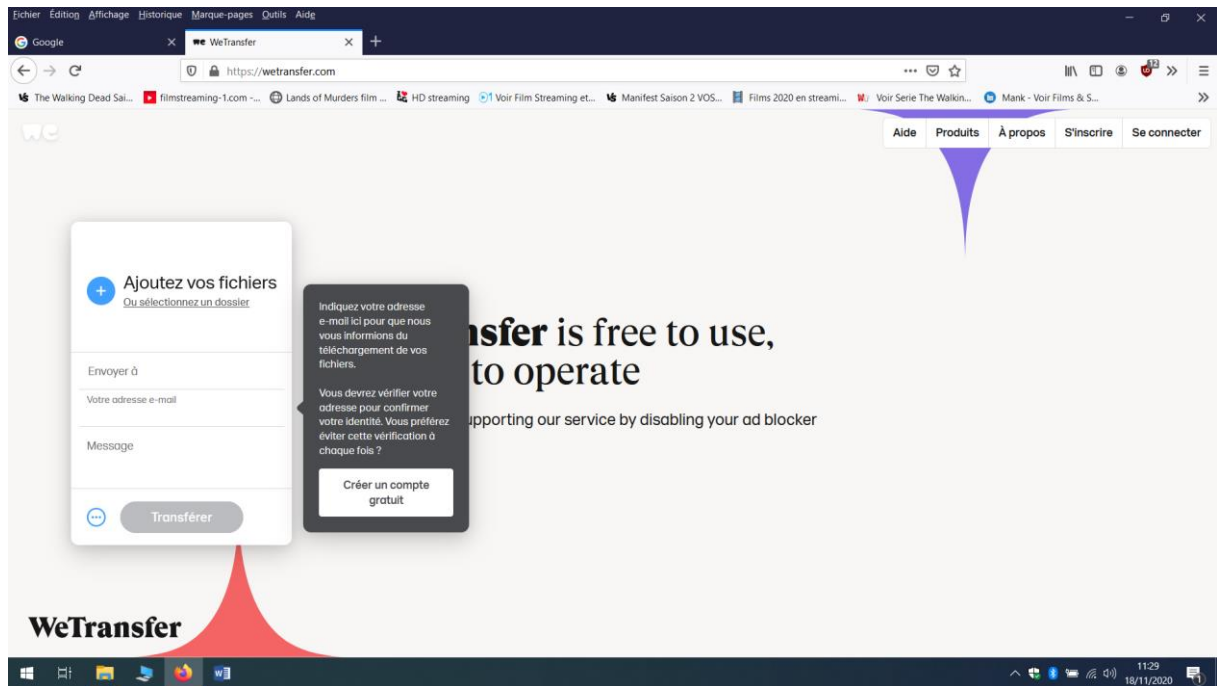 Fichier Édition Affichage Historique Marque-pages Outils Aide
Google
we WeTransfer
https://wetransfer.com
72
The Walking Dead Sai... filmstreaming-1.com -... Lands of Murders film ... HD streaming Voir Film Streaming et... Manifest Saison 2 VOS... Films 2020 en streami... Voir Serie The Walkin... Mank - Voir Films & S...
we
Aide Produits À propos S'inscrire Se connecter
Ajoutez vos fichiers
Ou sélectionnez un dossier
Envoyer à
Votre adresse e-mail
Message
Transférer
Indiquez votre adresse
e-mail ici pour que nous
vous informions du
téléchargement de vos
fichiers.
Vous devrez vérifier votre
adresse pour confirmer
votre identité. Vous préférez
éviter cette vérification à
chaque fois ?
Créer un compte
gratuit
nsfer is free to use,
to operate
upporting our service by disabling your ad blocker
WeTransfer
11:29
18/11/2020